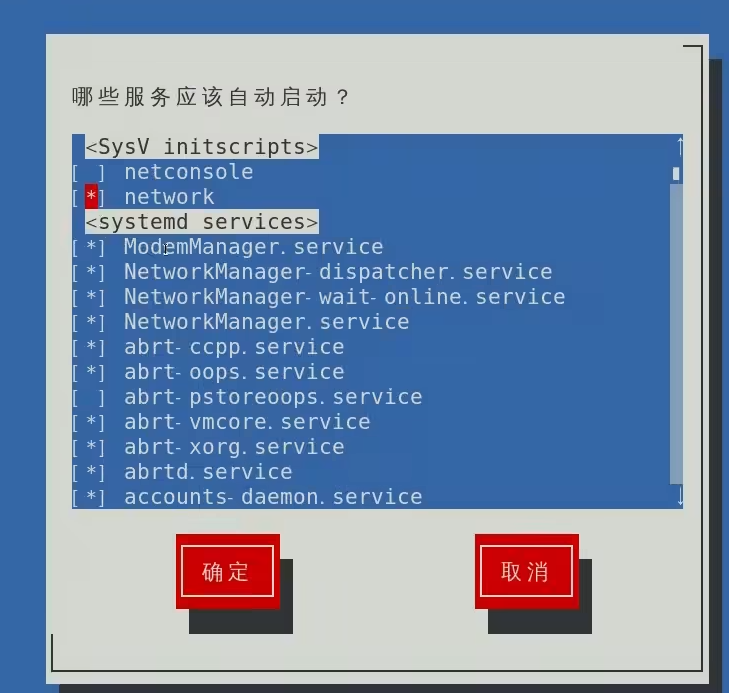 哪些服务应该自动启动？
<SysV initscripts>
[ ] netconsole
[*] network
<systemd services>
[*] ModemManager.service
[*] NetworkManager-dispatcher.service
[*] NetworkManager-wait-online.service
[*] NetworkManager.service
[*] abrt-ccpp.service
[*] abrt-oops.service
[ ] abrt-pstoreoops.service
[*] abrt-vmcore.service
[*] abrt-xorg.service
[*] abrtd.service
[*] accounts-daemon.service
确定 取消